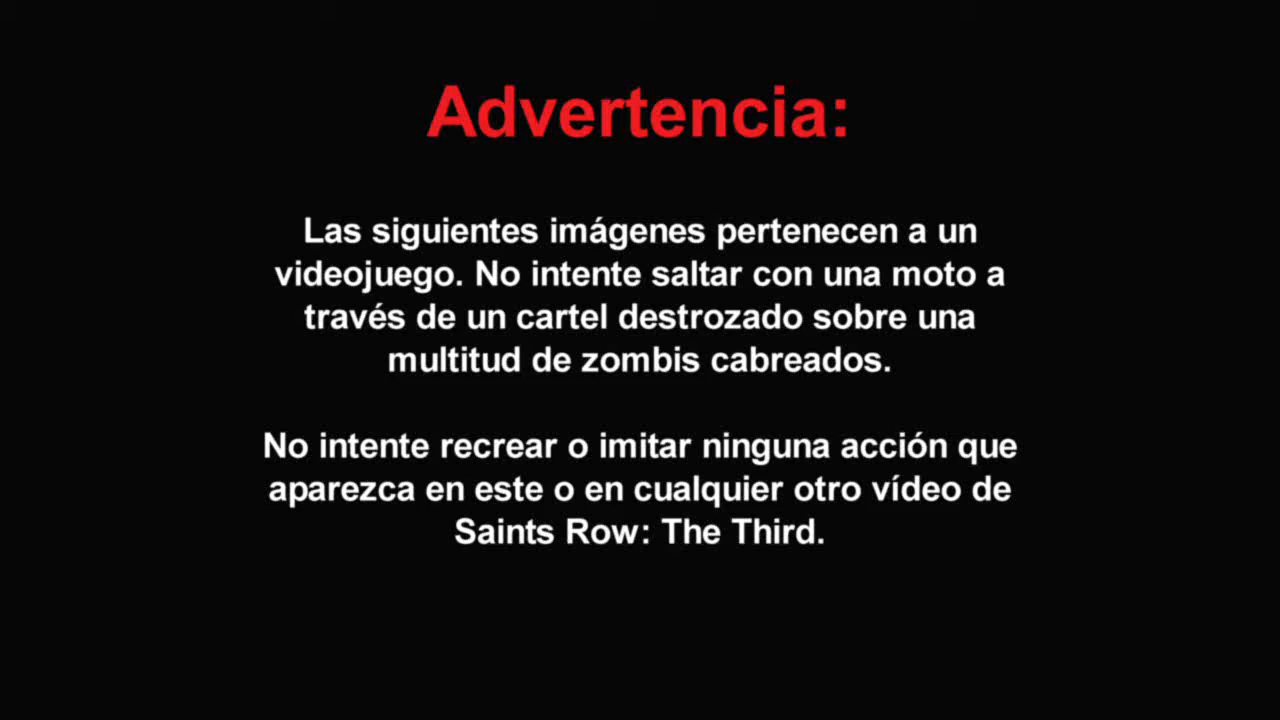 Advertencia:
Las siguientes imágenes pertenecen a un
videojuego. No intente saltar con una moto a
través de un cartel destrozado sobre una
multitud de zombis cabreados.
No intente recrear o imitar ninguna acción que
aparezca en este o en cualquier otro vídeo de
Saints Row: The Third.